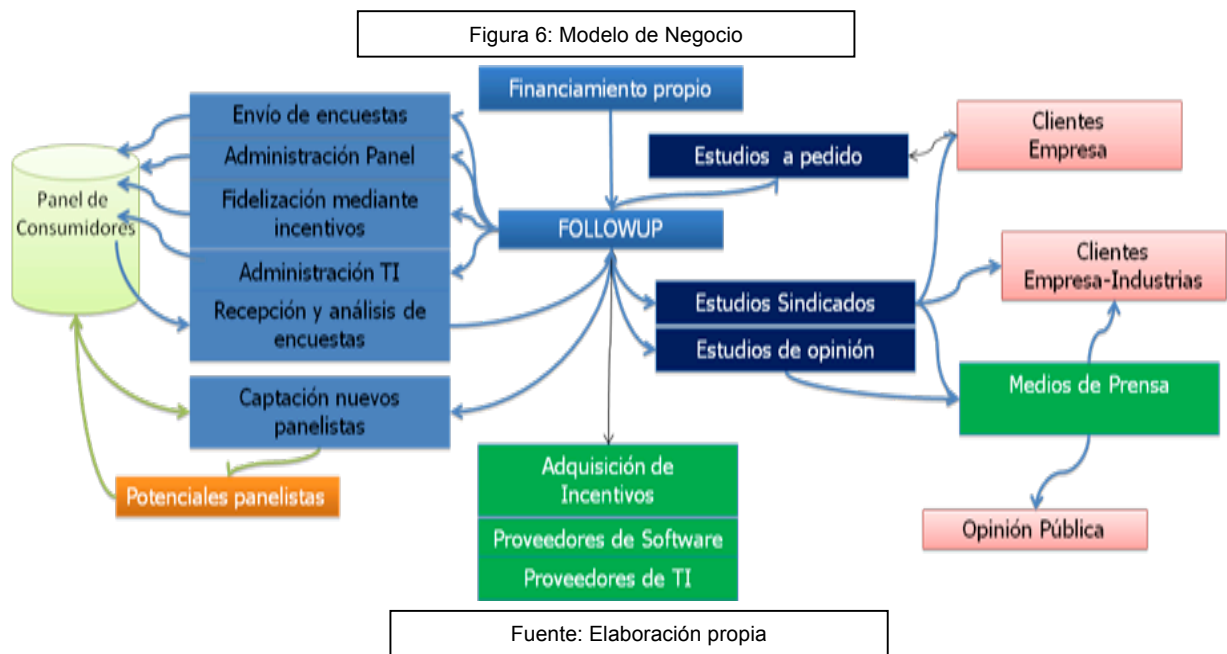 Figura 6: Modelo de Negocio
Financiamiento propio
Envío de encuestas
Administración Panel
Fidelización mediante
incentivos
Administración TI
Recepción y análisis de
encuestas
Panel de
Consumidores
Captación nuevos
panelistas
Potenciales panelistas
FOLLOWUP
Estudios a pedido
Estudios Sindicados
Estudios de opinión
Adquisición de
Incentivos
Proveedores de Software
Proveedores de TI
Clientes
Empresa
Clientes
Empresa-Industrias
Medios de Prensa
Opinión Pública
Fuente: Elaboración propia